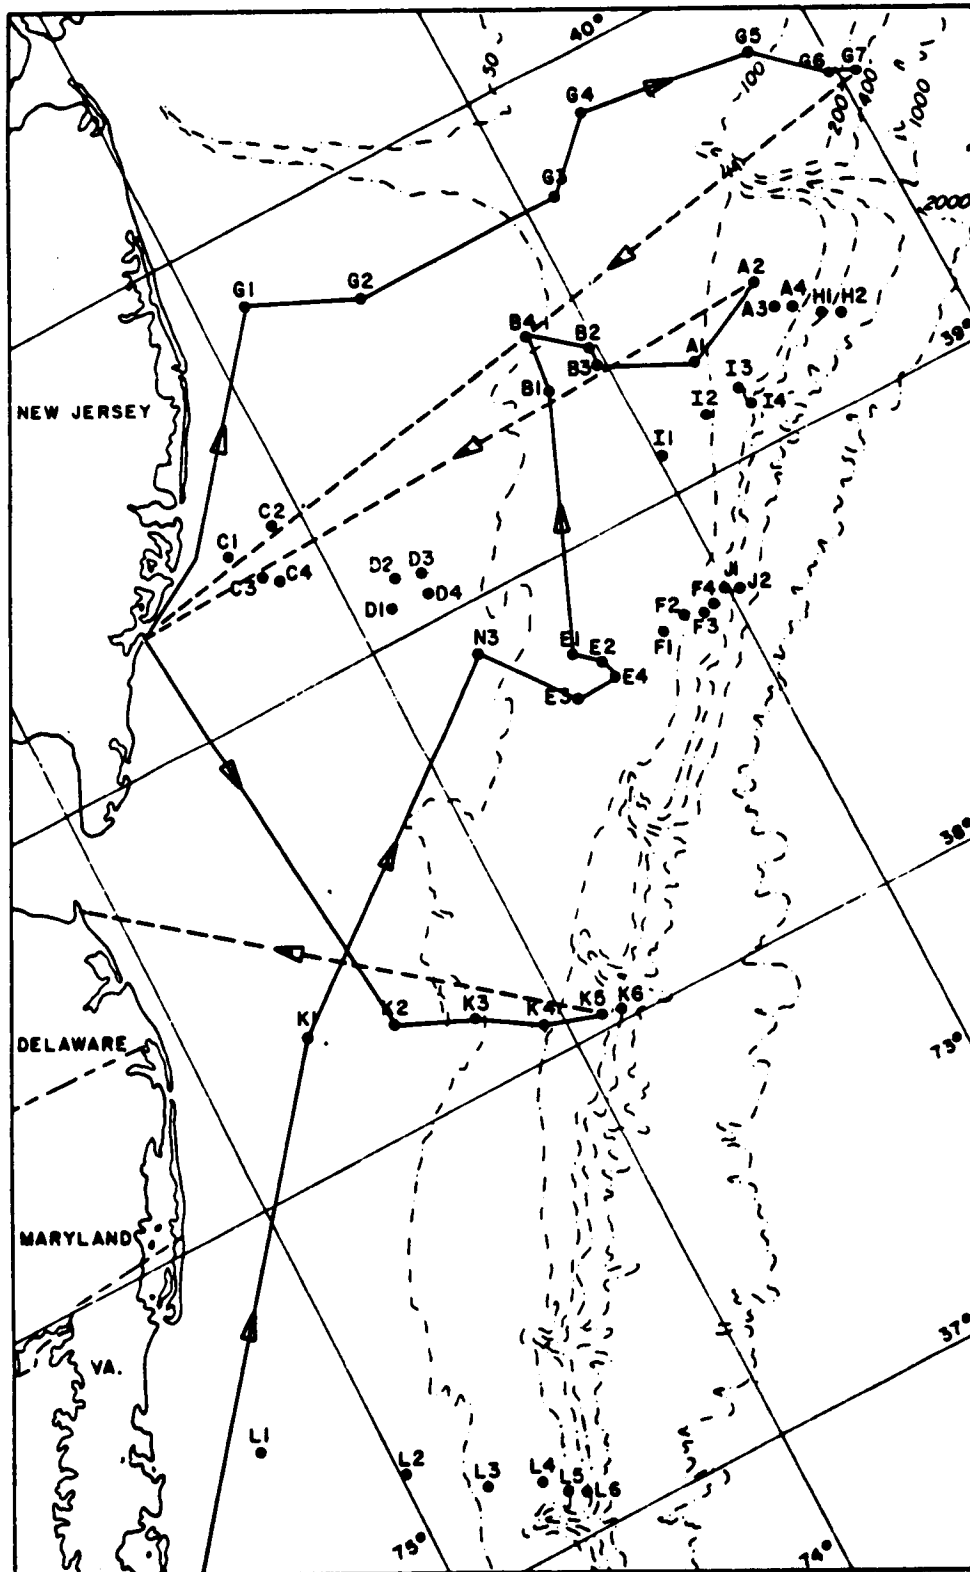 40°
50
G5
G6
G7
100
200
400
1000
G4
G3
2000
G2
G1
A2
A3
A4
H1/H2
39°
B4
B2
B3
A1
B1
I3
I4
I2
NEW JERSEY
I1
C2
C1
C3
C4
D2
D3
D1
D4
J1
J2
F4
F2
F3
F1
N3
E1
E2
E4
E3
38°
K1
K2
K3
K4
K5
K6
73°
DELAWARE
MARYLAND
37°
VA.
L1
L2
L3
L4
L5
L6
75°
74°